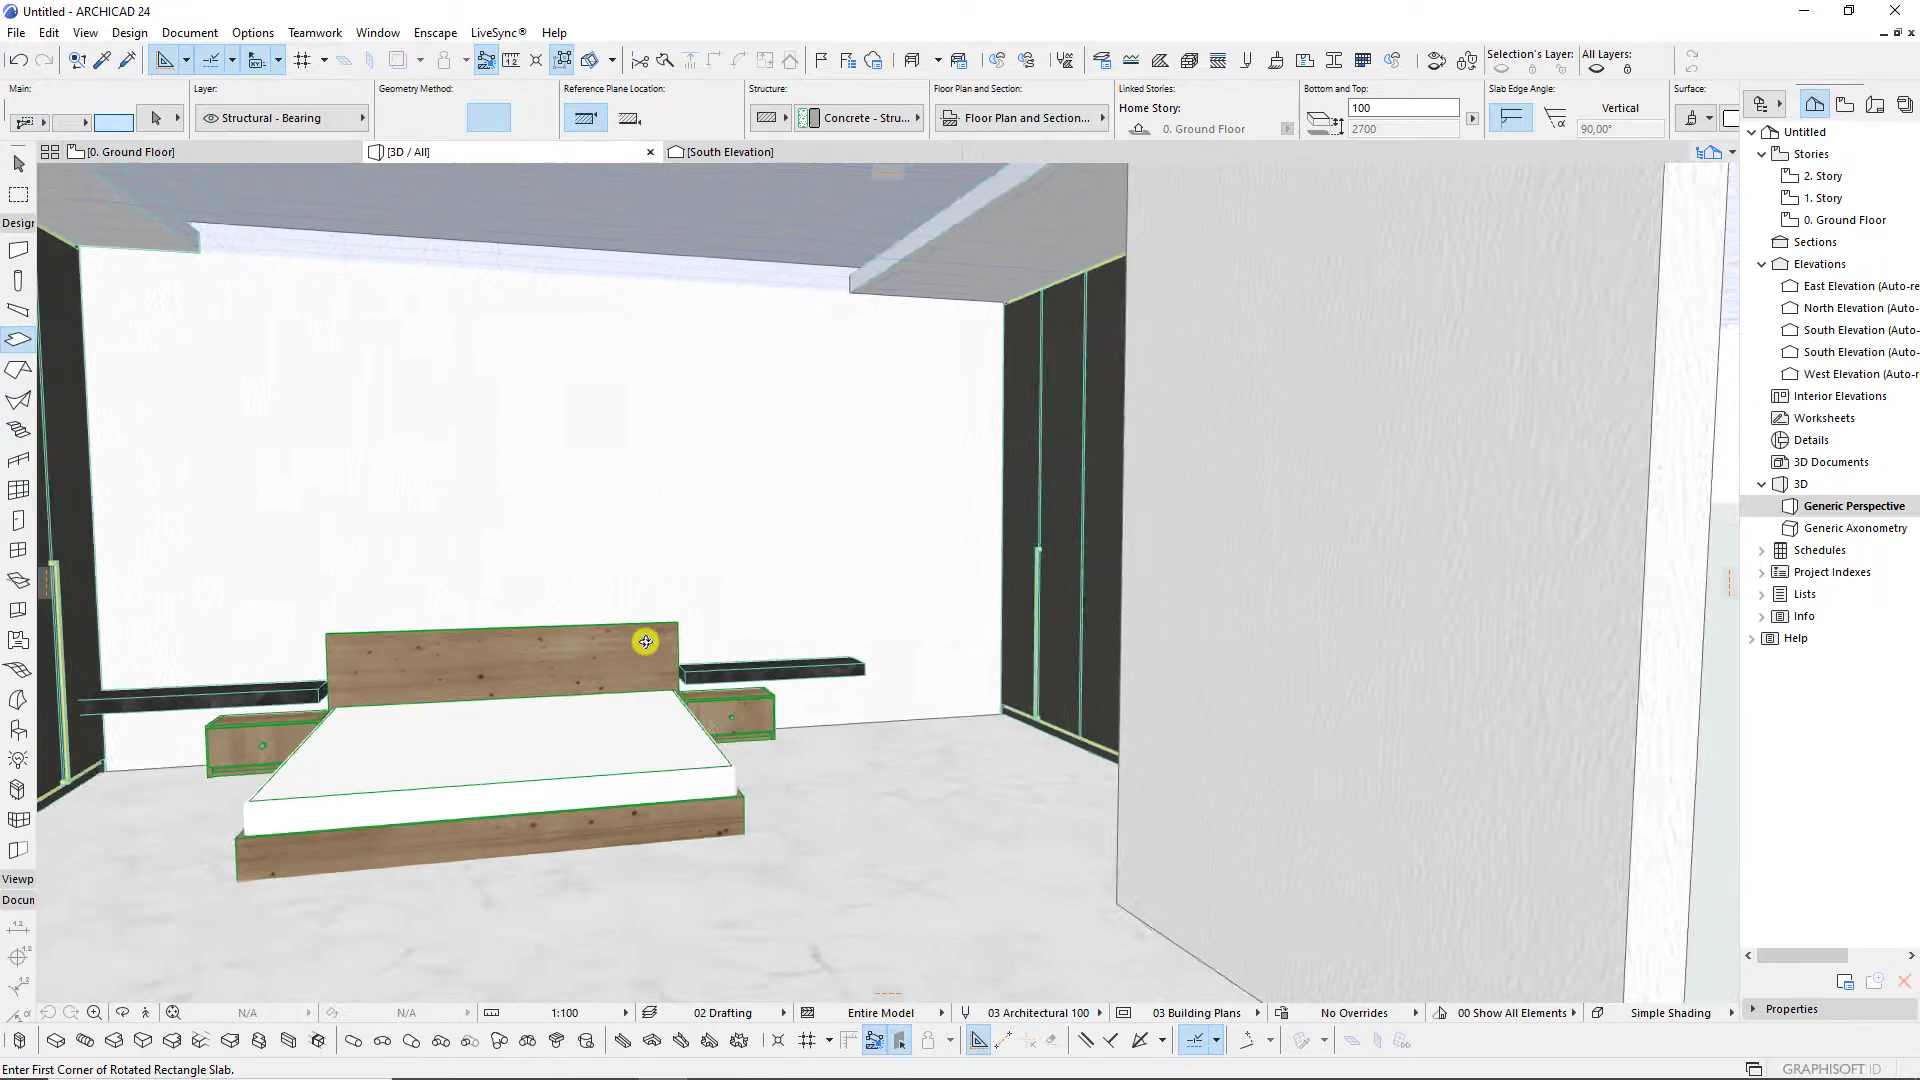 Untitled - ARCHICAD 24
File Edit View Design Document Options Teamwork Window Enscape LiveSync® Help
Selection's Layer: All Layers:
Main: Layer: Geometry Method: Reference Plane Location: Structure: Floor Plan and Section: Linked Stories: Bottom and Top: Slab Edge Angle: Surface:
Structural - Bearing
Concrete - Stru...
Floor Plan and Section...
Home Story:
0. Ground Floor
100
2700
Vertical
90,00°
[0. Ground Floor] [3D / All] [South Elevation]
Design
Viewp
Docum
Untitled
Stories
2. Story
1. Story
0. Ground Floor
Sections
Elevations
East Elevation (Auto-re
North Elevation (Auto-
South Elevation (Auto-
South Elevation (Auto-
West Elevation (Auto-r
Interior Elevations
Worksheets
Details
3D Documents
3D
Generic Perspective
Generic Axonometry
Schedules
Project Indexes
Lists
Info
Help
Properties
N/A N/A 1:100 02 Drafting Entire Model 03 Architectural 100 03 Building Plans No Overrides 00 Show All Elements Simple Shading
Enter First Corner of Rotated Rectangle Slab.
GRAPHISOFT ID